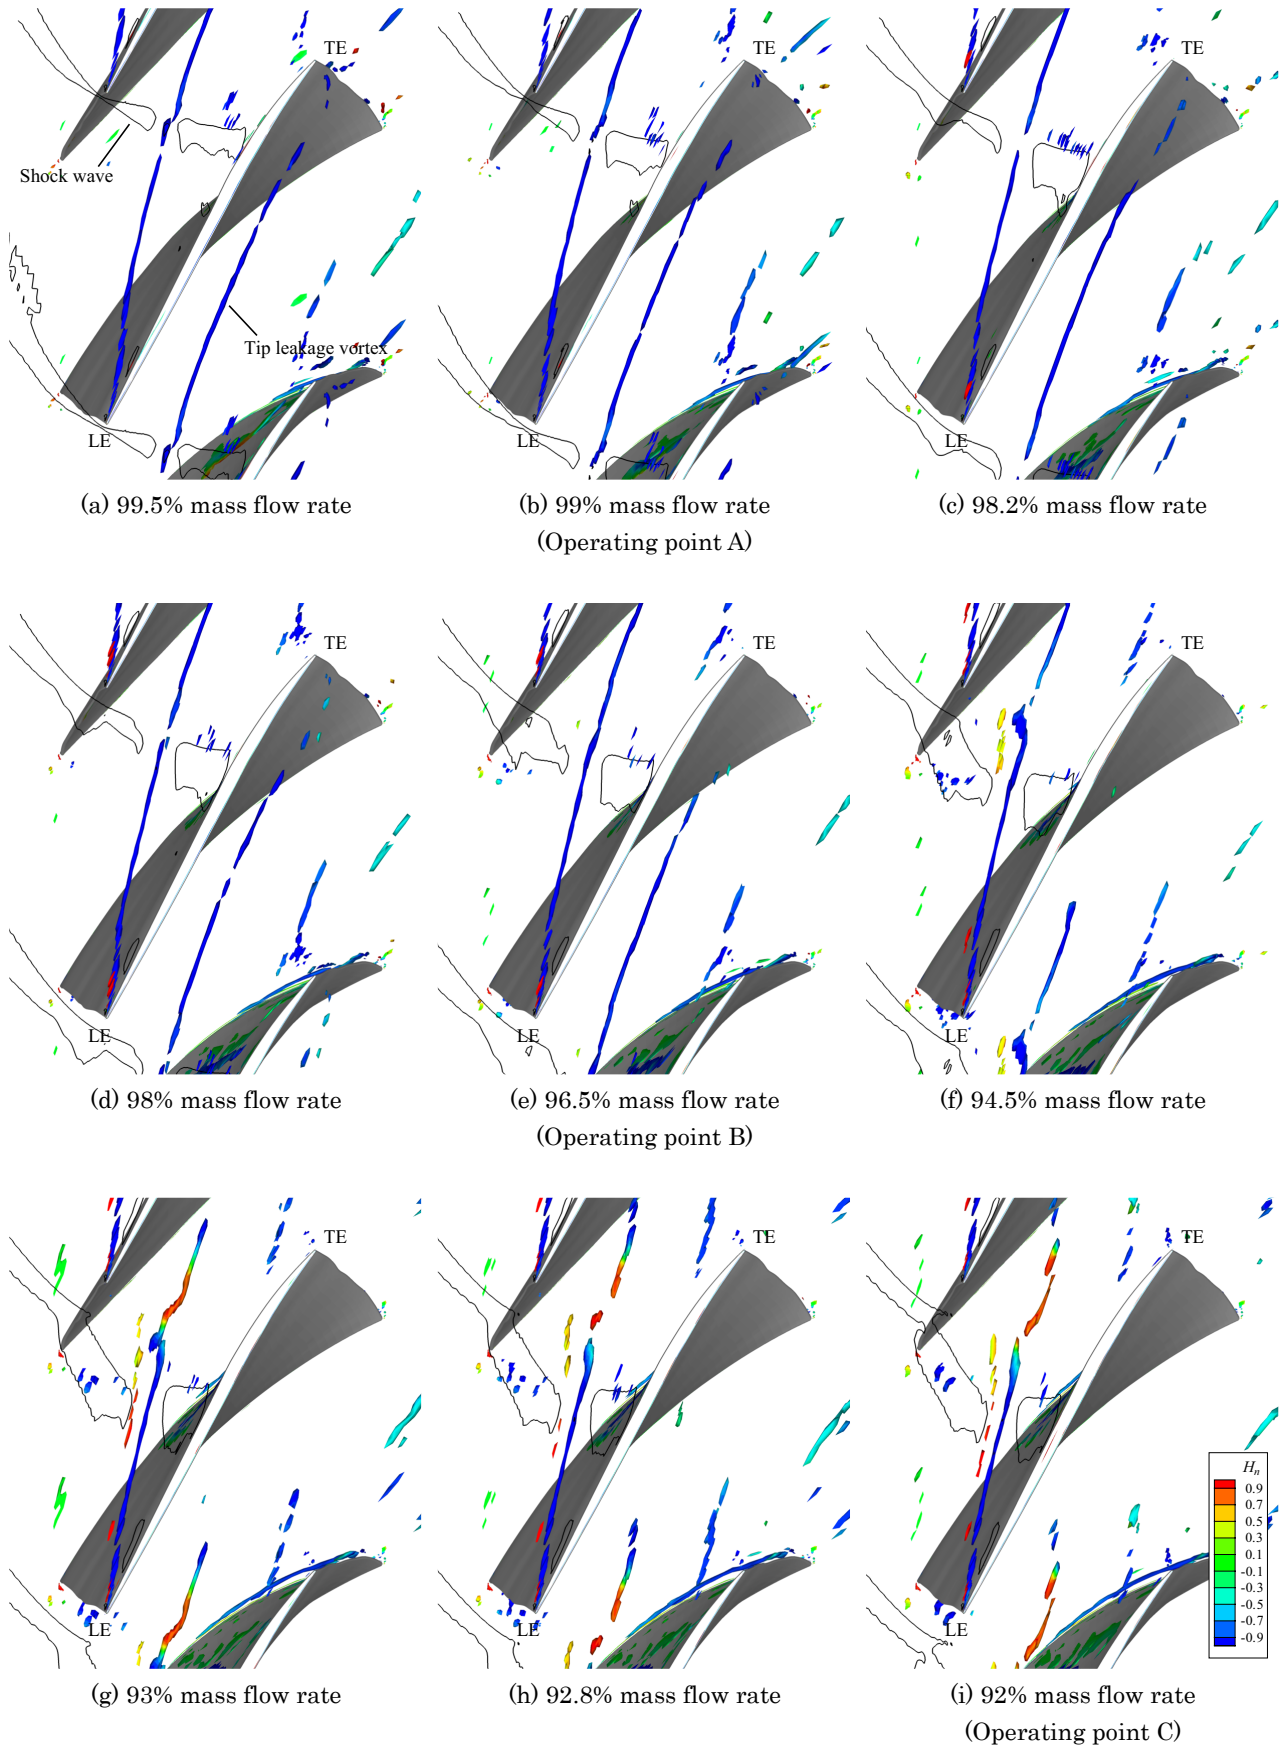 TE
TE
TE
Shock wave
Tip leakage vortex
LE
LE
LE
(a) 99.5% mass flow rate
(b) 99% mass flow rate
(Operating point A)
(c) 98.2% mass flow rate
TE
TE
TE
LE
LE
LE
(d) 98% mass flow rate
(e) 96.5% mass flow rate
(Operating point B)
(f) 94.5% mass flow rate
TE
TE
TE
Hn
0.9
0.7
0.5
0.3
0.1
-0.1
-0.3
-0.5
-0.7
-0.9
LE
LE
LE
(g) 93% mass flow rate
(h) 92.8% mass flow rate
(i) 92% mass flow rate
(Operating point C)